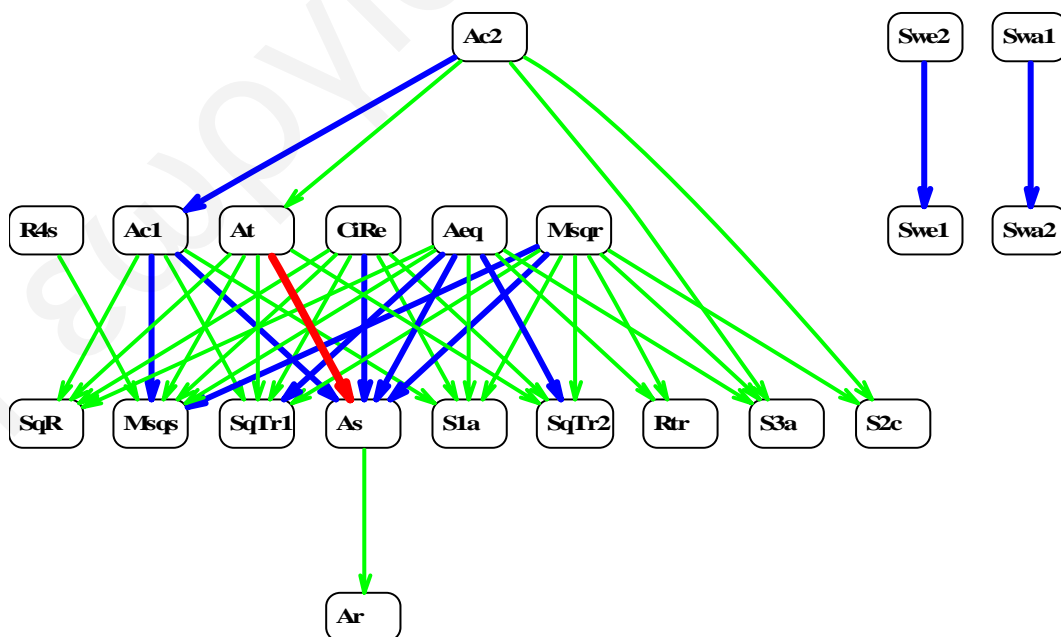 Ac2
Swe2
Swa1
R4s
Ac1
At
CiRe
Aeq
Msqr
Swe1
Swa2
SqR
Msqs
SqTr1
As
S1a
SqTr2
Rtr
S3a
S2c
Ar